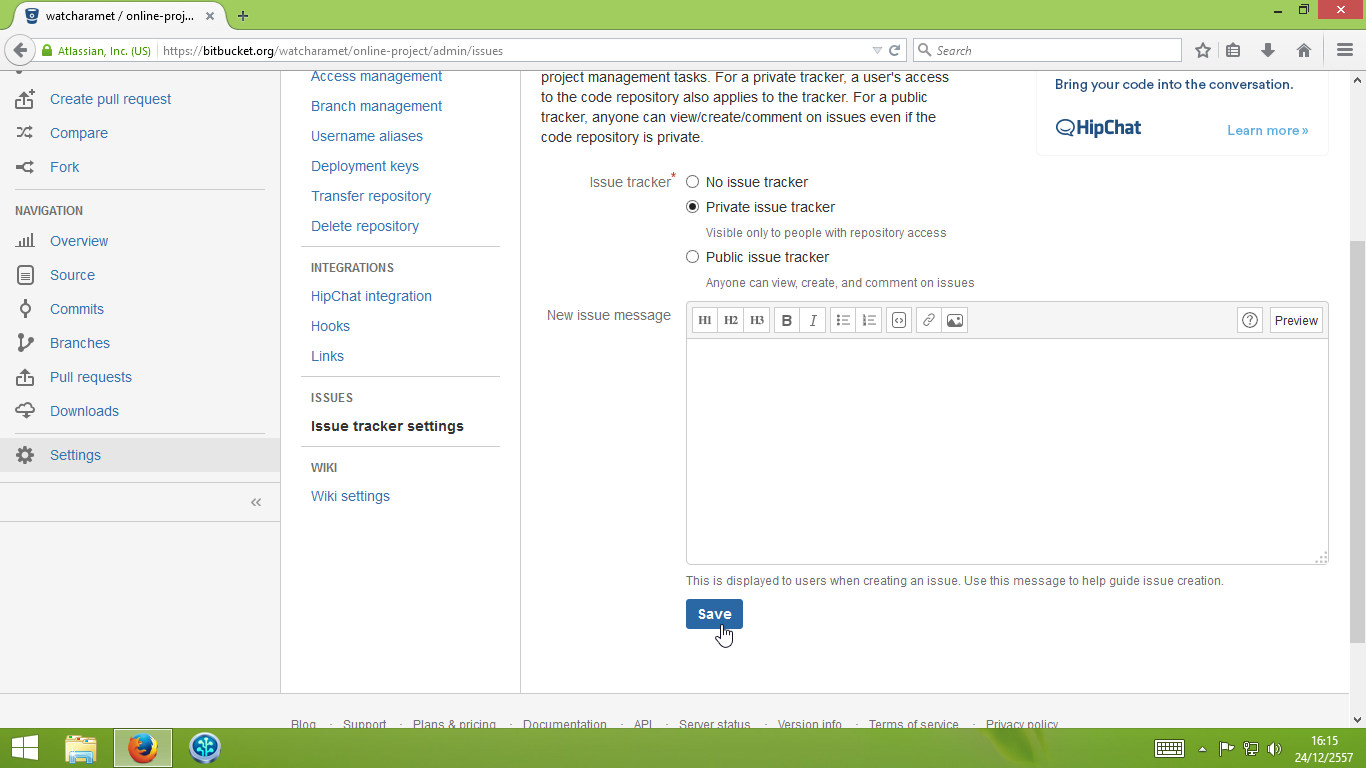 watcharamet / online-proj...
Atlassian, Inc. (US)
https://bitbucket.org/watcharamet/online-project/admin/issues
Search
Create pull request
Compare
Fork
NAVIGATION
Overview
Source
Commits
Branches
Pull requests
Downloads
Settings
«
Access management
Branch management
Username aliases
Deployment keys
Transfer repository
Delete repository
INTEGRATIONS
HipChat integration
Hooks
Links
ISSUES
Issue tracker settings
WIKI
Wiki settings
project management tasks. For a private tracker, a user's access
to the code repository also applies to the tracker. For a public
tracker, anyone can view/create/comment on issues even if the
code repository is private.
Bring your code into the conversation.
HipChat
Learn more »
Issue tracker*
No issue tracker
Private issue tracker
Visible only to people with repository access
Public issue tracker
Anyone can view, create, and comment on issues
New issue message
H1 H2 H3 B I
Preview
This is displayed to users when creating an issue. Use this message to help guide issue creation.
Save
Blog · Support · Plans & pricing · Documentation · API · Server status · Version info · Terms of service · Privacy policy
16:15
24/12/2557